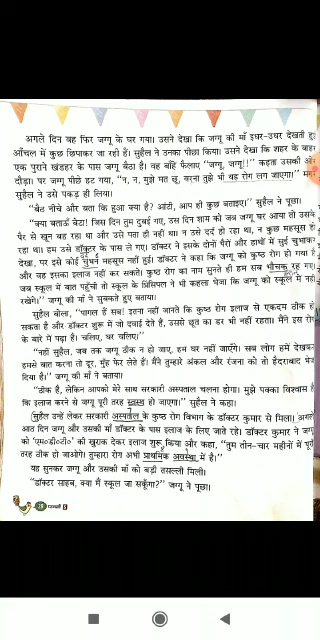 अगले दिन वह फिर जग्गू के घर गया। उसने देखा कि जग्गू की माँ इधर-उधर देखती हुई
आँचल में कुछ छिपाकर जा रही हैं। सुहैल ने उनका पीछा किया। उसने देखा कि शहर के बाहर
एक पुराने खंडहर के पास जग्गू बैठा है। वह बाँहें फैलाए "जग्गू, जग्गू!!" कहता उसकी ओर
दौड़ा। पर जग्गू पीछे हट गया, "न, न, मुझे मत छू, वरना तुझे भी यह रोग लग जाएगा।" मगर
सुहैल ने उसे पकड़ ही लिया।
"बैठ नीचे और बता कि हुआ क्या है? आंटी, आप ही कुछ बताइए।" सुहैल ने पूछा।
"क्या बताऊँ बेटा! जिस दिन तुम दुबई गए, उस दिन शाम को जब जग्गू घर आया तो उसके
पैर से खून बह रहा था और उसे पता ही नहीं था। न उसे दर्द हो रहा था, न कुछ महसूस हो
रहा था। हम उसे डॉक्टर के पास ले गए। डॉक्टर ने इसके दोनों पैरों और हाथों में सुई चुभाकर
देखा, पर इसे कोई चुभन महसूस नहीं हुई। डॉक्टर ने कहा कि जग्गू को कुष्ठ रोग हो गया है
और वह इसका इलाज नहीं कर सकते। कुष्ठ रोग का नाम सुनते ही हम सब भौंचक रह गए।
जब स्कूल में बात पहुँची तो स्कूल के प्रिंसिपल ने भी कहला भेजा कि जग्गू को स्कूल में नहीं
रखेंगे।" जग्गू की माँ ने सुबकते हुए बताया।
सुहैल बोला, "पागल हैं सब! इतना नहीं जानते कि कुष्ठ रोग इलाज से एकदम ठीक हो
सकता है और डॉक्टर शुरू में जो दवाई देते हैं, उससे छूत का डर भी नहीं रहता। मैंने इस रोग
के बारे में पढ़ा है। चलिए, घर चलिए।"
"नहीं सुहैल, जब तक जग्गू ठीक न हो जाए, हम घर नहीं जाएँगे। सब लोग हमें देखकर
हमसे बात करना तो दूर, मुँह फेर लेते हैं। मैंने तुम्हारे अंकल और रंजना को तो हैदराबाद भेज
दिया है।" जग्गू की माँ ने बताया।
"ठीक है, लेकिन आपको मेरे साथ सरकारी अस्पताल चलना होगा। मुझे पक्का विश्वास है
कि इलाज करने से जग्गू पूरी तरह स्वस्थ हो जाएगा।" सुहैल ने कहा।
सुहैल उन्हें लेकर सरकारी अस्पताल के कुष्ठ रोग विभाग के डॉक्टर कुमार से मिला। अगले
आठ दिन जग्गू और उसकी माँ डॉक्टर के पास इलाज के लिए जाते रहे। डॉक्टर कुमार ने जग्गू
को 'एम०डी०टी०' की खुराक देकर इलाज शुरू किया और कहा, "तुम तीन-चार महीनों में पूरी
तरह ठीक हो जाओगे। तुम्हारा रोग अभी प्राथमिक अवस्था में है।"
यह सुनकर जग्गू और उसकी माँ को बड़ी तसल्ली मिली।
"डॉक्टर साहब, क्या मैं स्कूल जा सकूँगा?" जग्गू ने पूछा।